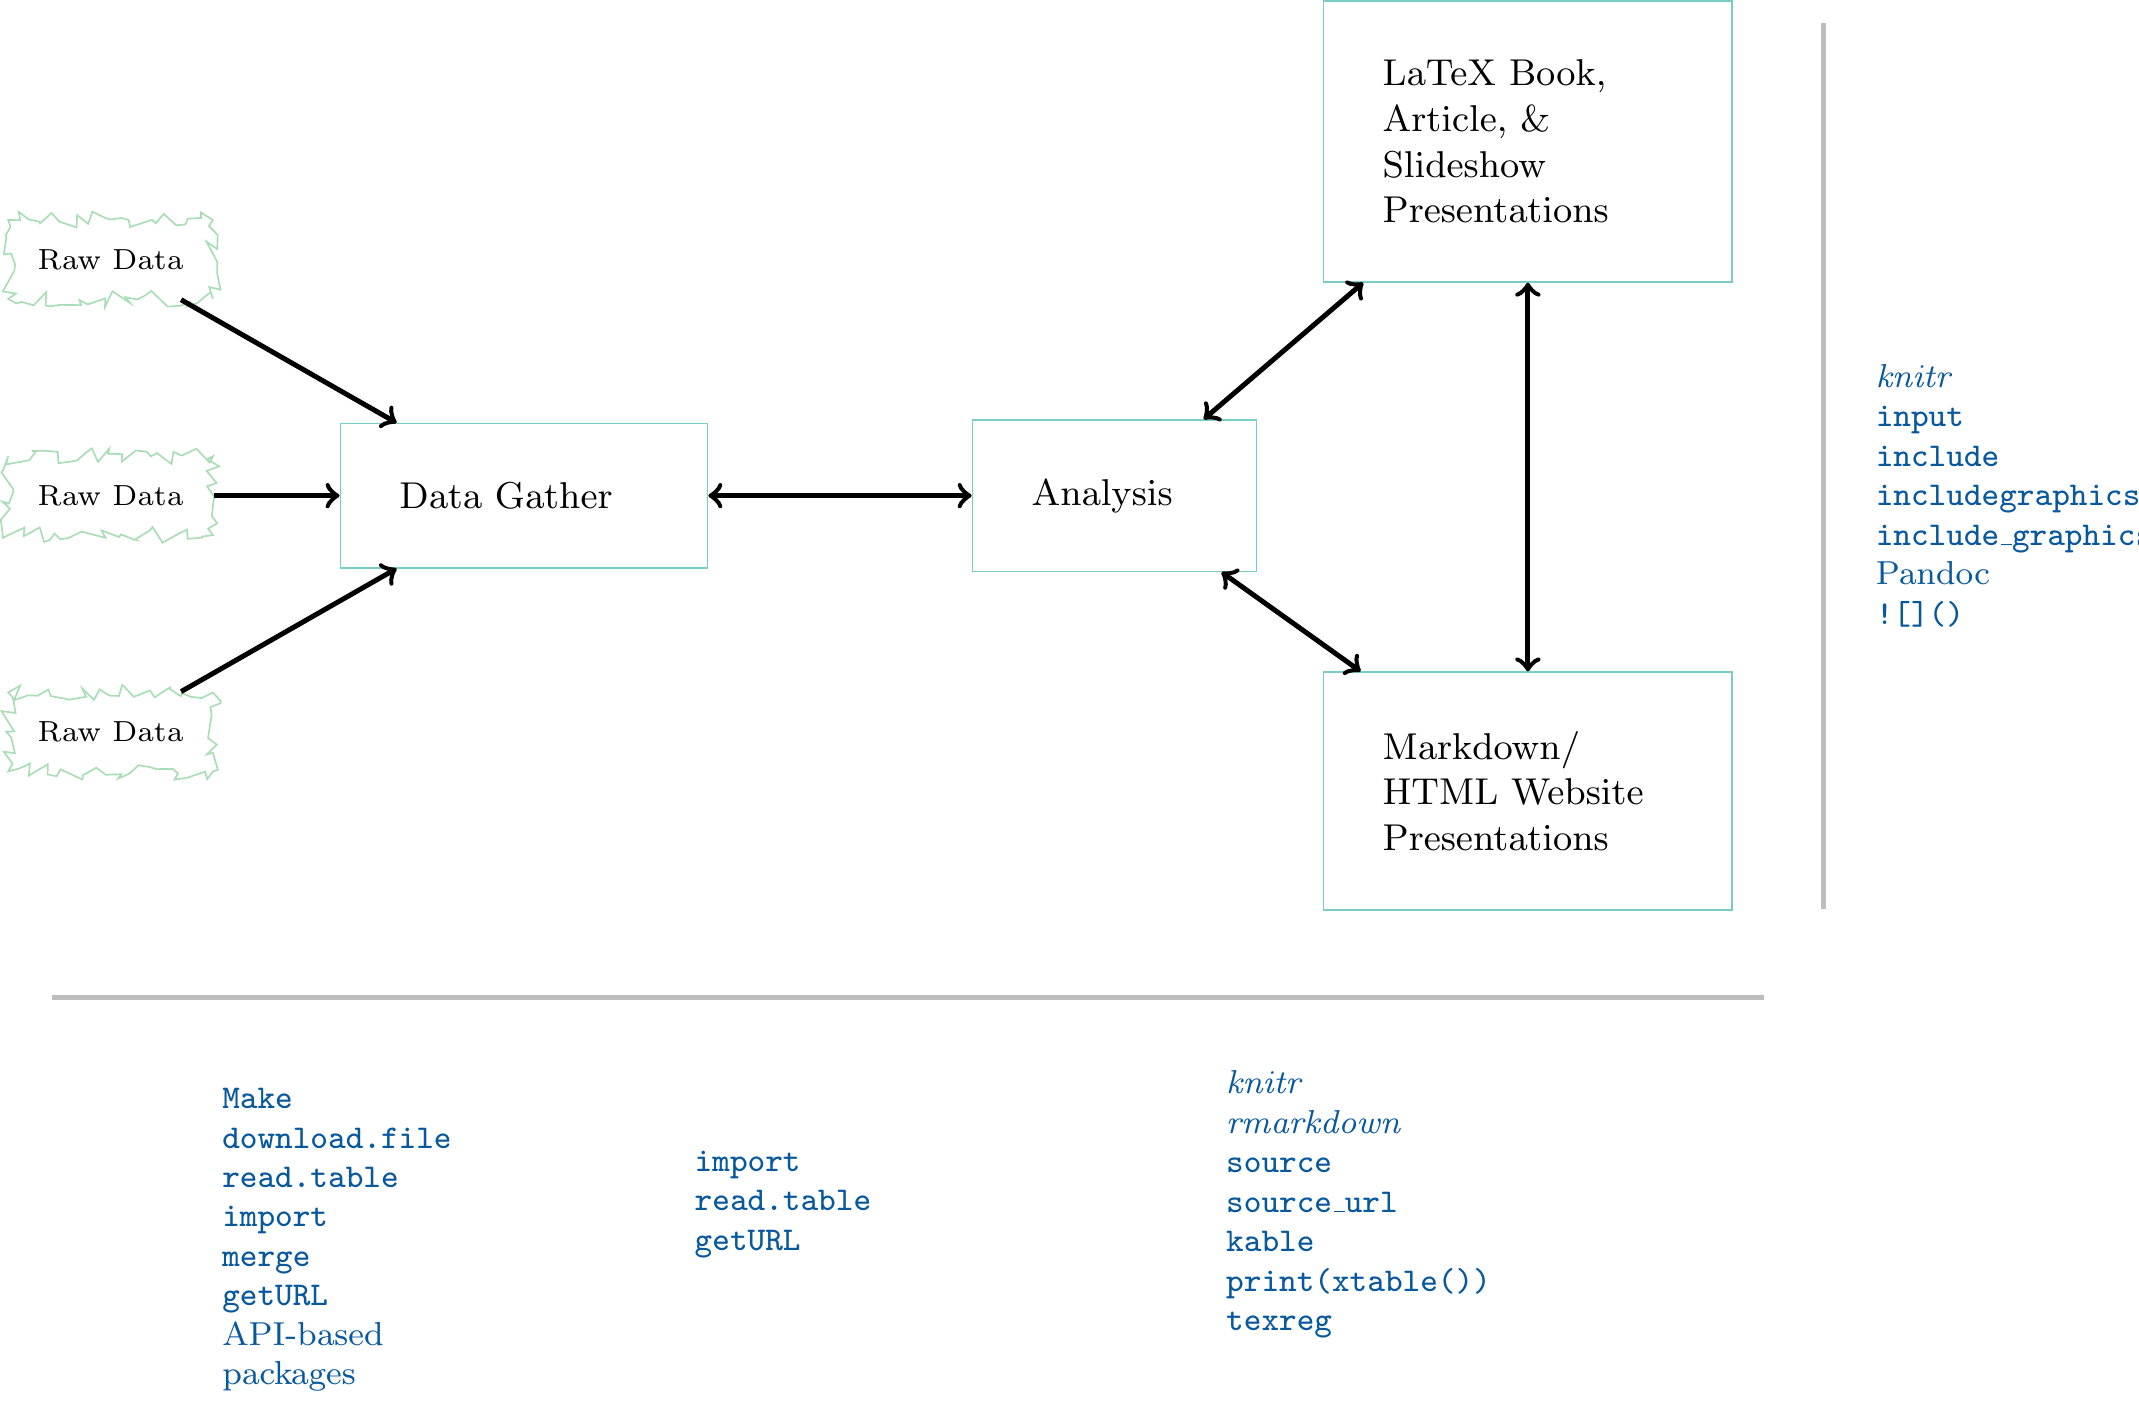 LaTeX Book,
Article, &
Slideshow
Presentations
Raw Data
Raw Data
Raw Data
Data Gather
Analysis
Markdown/
HTML Website
Presentations
knitr
input
include
includegraphics
include_graphics
Pandoc
![]()
Make
download.file
read.table
import
merge
getURL
API-based
packages
import
read.table
getURL
knitr
rmarkdown
source
source_url
kable
print(xtable())
texreg